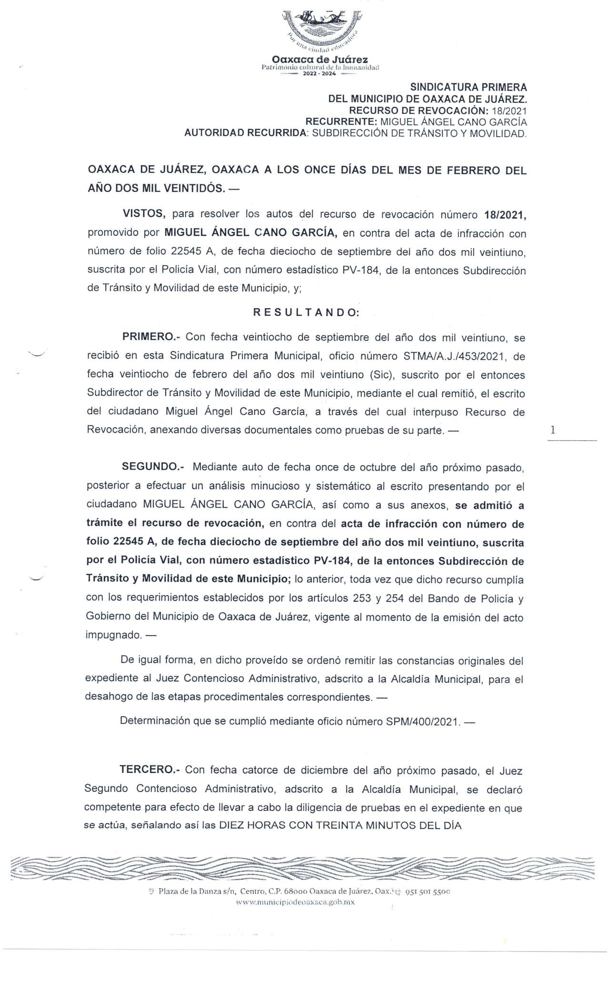 Por una ciudad educadora
Oaxaca de Juárez
Patrimonio cultural de la humanidad
2022 - 2024
SINDICATURA PRIMERA
DEL MUNICIPIO DE OAXACA DE JUÁREZ.
RECURSO DE REVOCACIÓN: 18/2021
RECURRENTE: MIGUEL ÁNGEL CANO GARCÍA
AUTORIDAD RECURRIDA: SUBDIRECCIÓN DE TRÁNSITO Y MOVILIDAD.
OAXACA DE JUÁREZ, OAXACA A LOS ONCE DÍAS DEL MES DE FEBRERO DEL
AÑO DOS MIL VEINTIDÓS. —
VISTOS, para resolver los autos del recurso de revocación número 18/2021,
promovido por MIGUEL ÁNGEL CANO GARCÍA, en contra del acta de infracción con
número de folio 22545 A, de fecha dieciocho de septiembre del año dos mil veintiuno,
suscrita por el Policía Vial, con número estadístico PV-184, de la entonces Subdirección
de Tránsito y Movilidad de este Municipio, y;
R E S U L T A N D O:
PRIMERO.- Con fecha veintiocho de septiembre del año dos mil veintiuno, se
recibió en esta Sindicatura Primera Municipal, oficio número STMA/A.J./453/2021, de
fecha veintiocho de febrero del año dos mil veintiuno (Sic), suscrito por el entonces
Subdirector de Tránsito y Movilidad de este Municipio, mediante el cual remitió, el escrito
del ciudadano Miguel Ángel Cano García, a través del cual interpuso Recurso de
Revocación, anexando diversas documentales como pruebas de su parte. —
1
SEGUNDO.- Mediante auto de fecha once de octubre del año próximo pasado,
posterior a efectuar un análisis minucioso y sistemático al escrito presentando por el
ciudadano MIGUEL ÁNGEL CANO GARCÍA, así como a sus anexos, se admitió a
trámite el recurso de revocación, en contra del acta de infracción con número de
folio 22545 A, de fecha dieciocho de septiembre del año dos mil veintiuno, suscrita
por el Policía Vial, con número estadístico PV-184, de la entonces Subdirección de
Tránsito y Movilidad de este Municipio; lo anterior, toda vez que dicho recurso cumplía
con los requerimientos establecidos por los artículos 253 y 254 del Bando de Policía y
Gobierno del Municipio de Oaxaca de Juárez, vigente al momento de la emisión del acto
impugnado. —
De igual forma, en dicho proveído se ordenó remitir las constancias originales del
expediente al Juez Contencioso Administrativo, adscrito a la Alcaldía Municipal, para el
desahogo de las etapas procedimentales correspondientes. —
Determinación que se cumplió mediante oficio número SPM/400/2021. —
TERCERO.- Con fecha catorce de diciembre del año próximo pasado, el Juez
Segundo Contencioso Administrativo, adscrito a la Alcaldía Municipal, se declaró
competente para efecto de llevar a cabo la diligencia de pruebas en el expediente en que
se actúa, señalando así las DIEZ HORAS CON TREINTA MINUTOS DEL DÍA
Plaza de la Danza s/n, Centro, C.P. 68000 Oaxaca de Juárez, Oax. 951 501 5500
www.municipiodeoaxaca.gob.mx